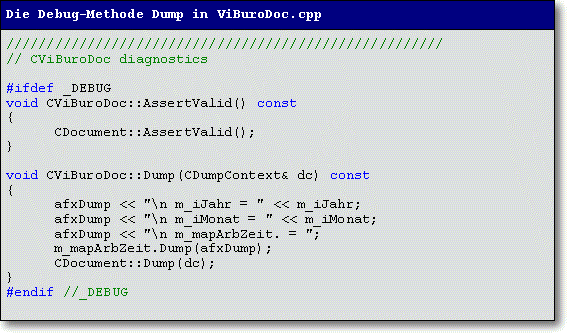 Die Debug-Methode Dump in ViBuroDoc.cpp
///////////////////////////////////////////////////////
// CViBuroDoc diagnostics
#ifdef _DEBUG
void CViBuroDoc::AssertValid() const
{
CDocument::AssertValid();
}
void CViBuroDoc::Dump(CDumpContext& dc) const
{
afxDump << "\n m_iJahr = " << m_iJahr;
afxDump << "\n m_iMonat = " << m_iMonat;
afxDump << "\n m_mapArbZeit. = ";
m_mapArbZeit.Dump(afxDump);
CDocument::Dump(dc);
}
#endif //_DEBUG